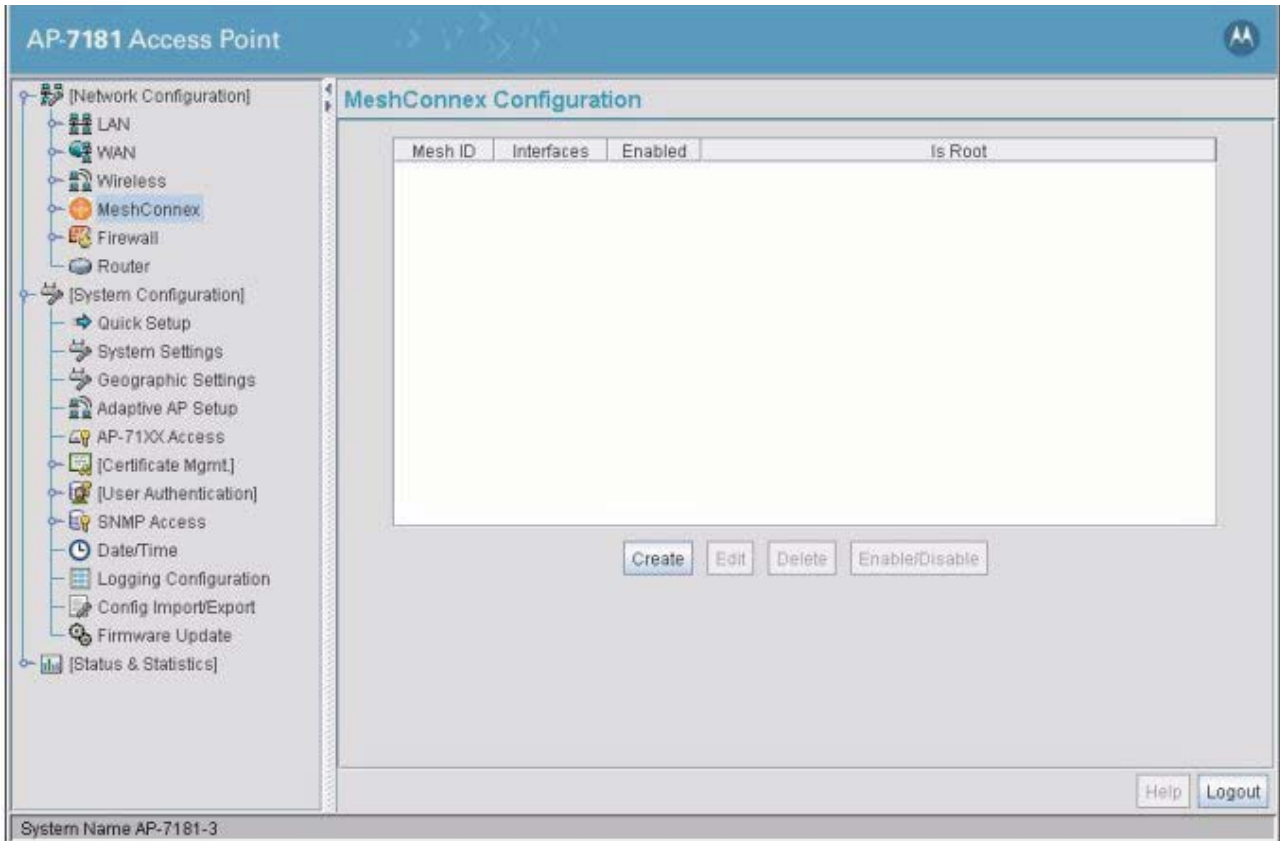 AP-7181 Access Point
[Network Configuration]
LAN
WAN
Wireless
MeshConnex
Firewall
Router
[System Configuration]
Quick Setup
System Settings
Geographic Settings
Adaptive AP Setup
AP-71XX Access
[Certificate Mgmt.]
[User Authentication]
SNMP Access
Date/Time
Logging Configuration
Config Import/Export
Firmware Update
[Status & Statistics]
MeshConnex Configuration
Mesh ID Interfaces Enabled Is Root
Create Edit Delete Enable/Disable
Help Logout
System Name AP-7181-3